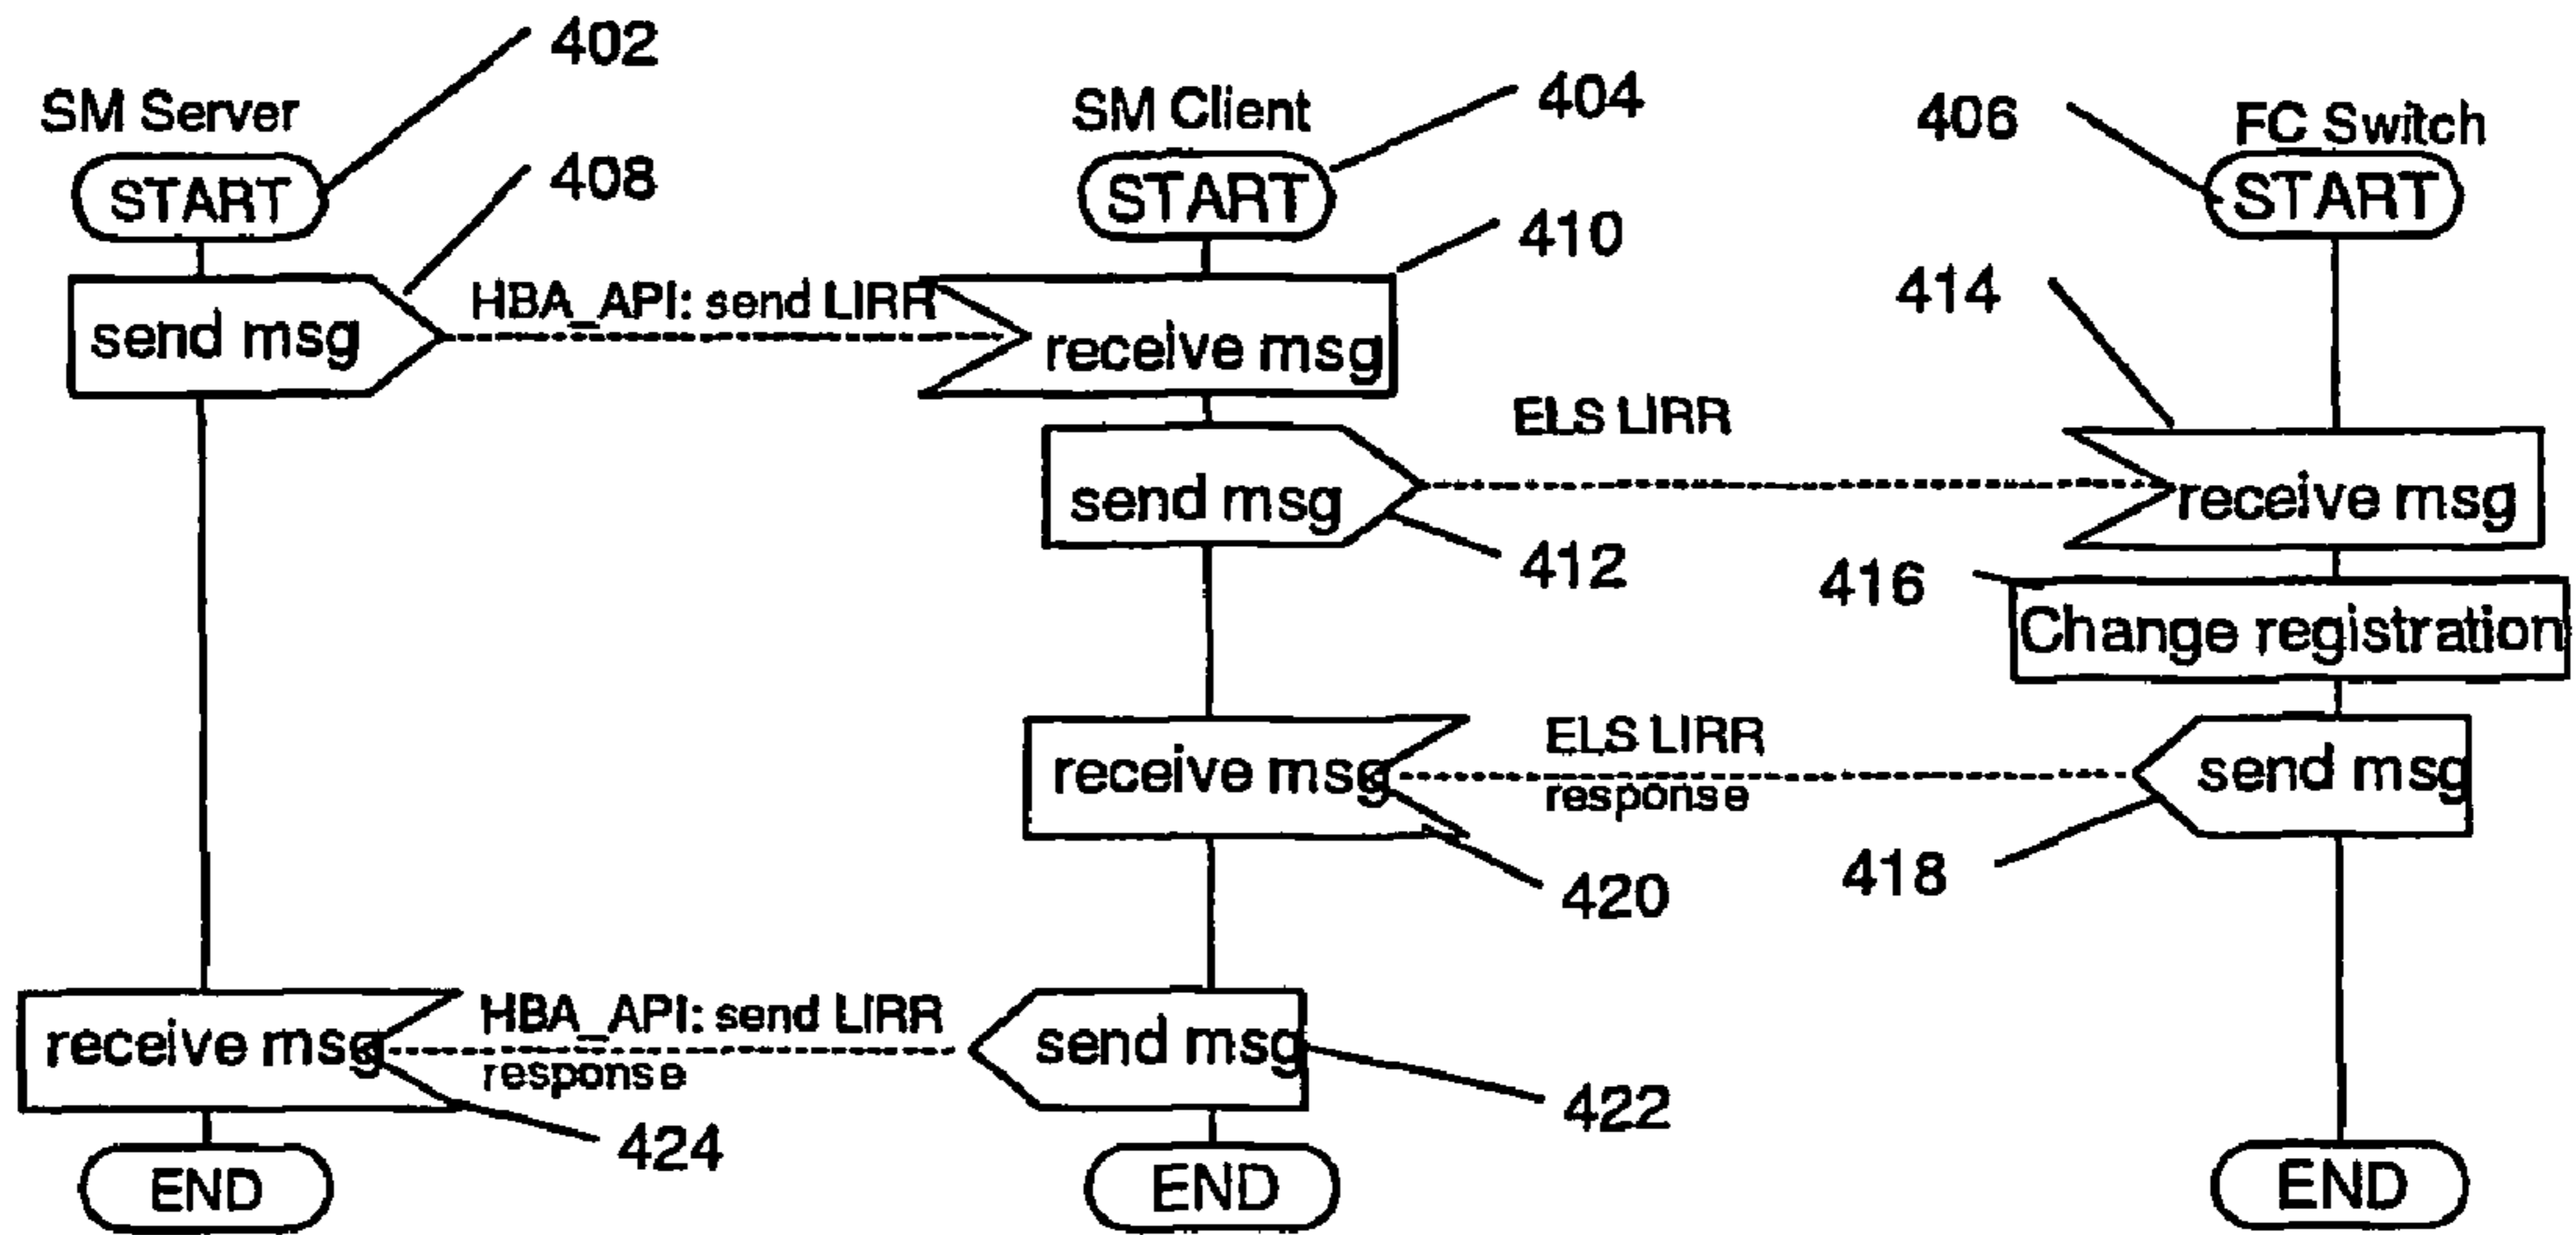 402
SM Server
START
408
send msg
HBA_API: send LIRR
SM Client
404
START
410
receive msg
406
FC Switch
START
414
ELS LIRR
send msg
412
receive msg
416
Change registration
receive msg
ELS LIRR
response
send msg
420
418
receive msg
HBA_API: send LIRR
response
send msg
424
422
END
END
END